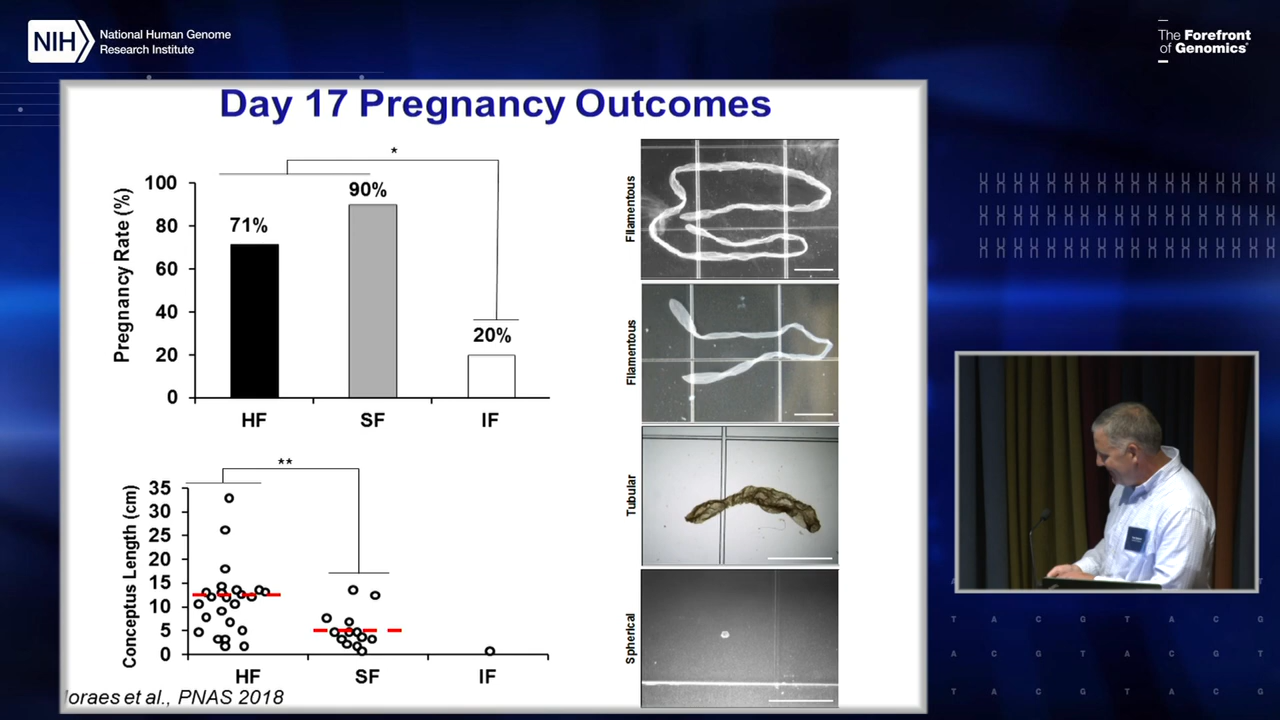 NIH
National Human Genome
Research Institute
The Forefront
of Genomics®
Day 17 Pregnancy Outcomes
Pregnancy Rate (%)
100
80
60
40
20
0
*
71%
90%
20%
HF
SF
IF
Conceptus Length (cm)
35
30
25
20
15
10
5
0
**
HF
SF
IF
oraes et al., PNAS 2018
Filamentous
Filamentous
Tubular
Spherical
T A C G T A C G
A C G T A C G T
T A C G T A C G